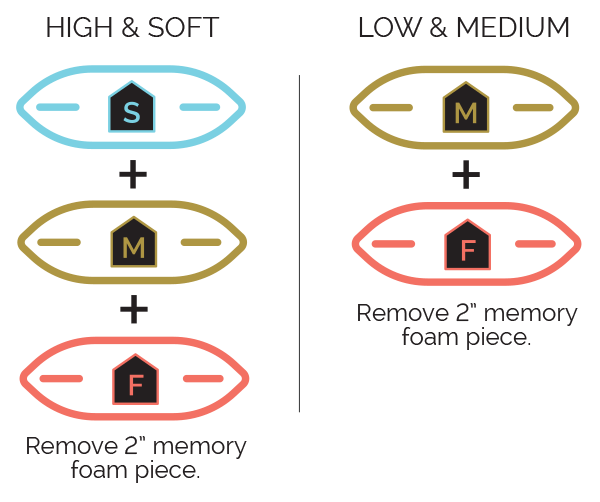 HIGH & SOFT
S
+
M
+
F
Remove 2" memory
foam piece.
LOW & MEDIUM
M
+
F
Remove 2" memory
foam piece.